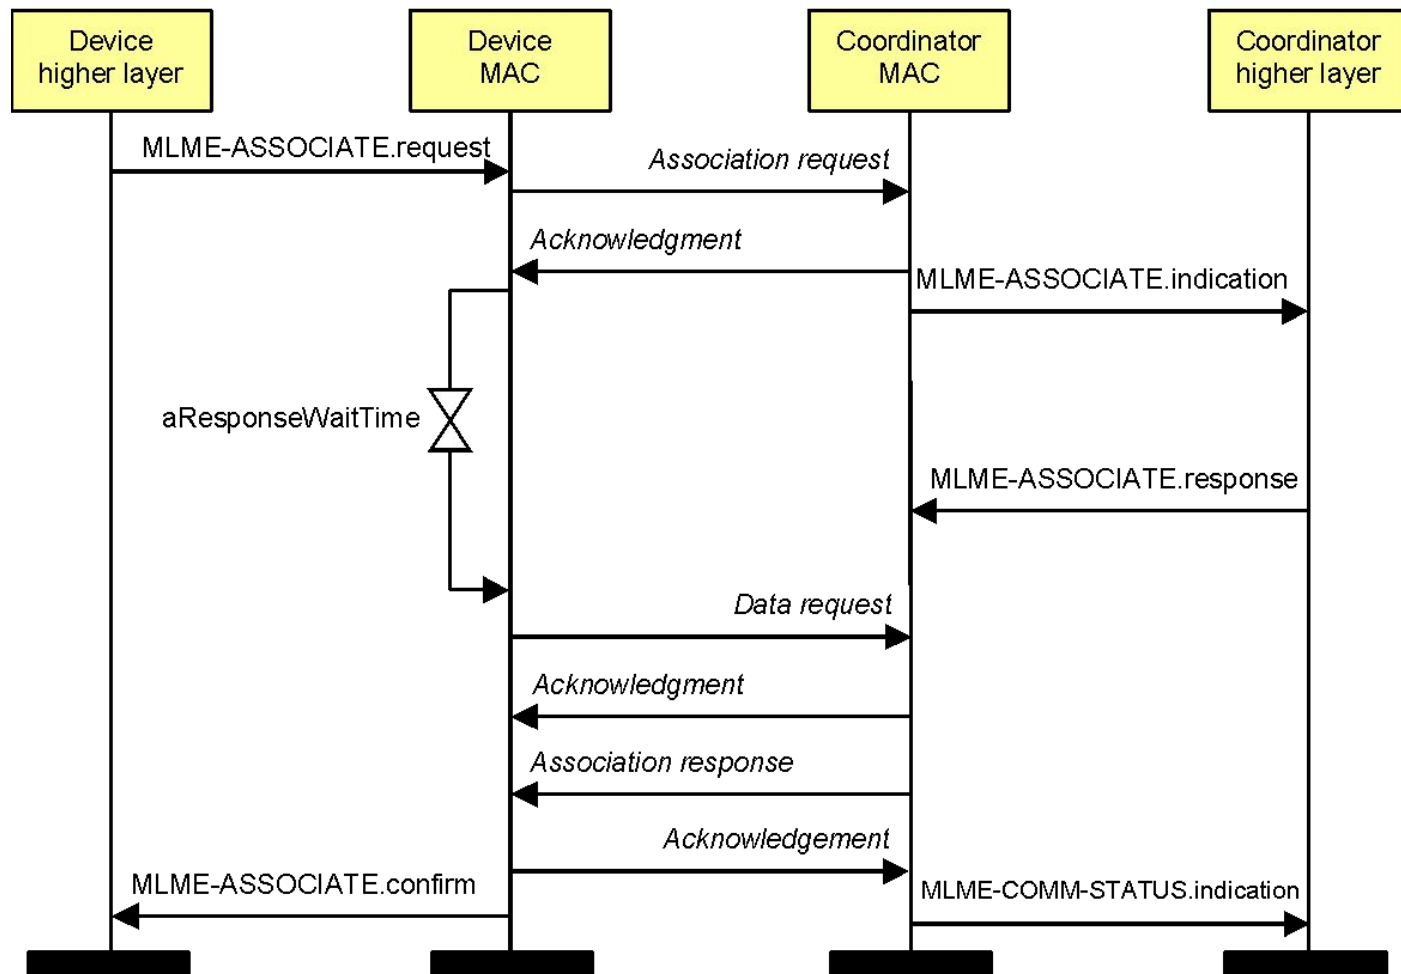 Device
higher layer
Device
MAC
Coordinator
MAC
Coordinator
higher layer
MLME-ASSOCIATE.request
Association request
Acknowledgment
MLME-ASSOCIATE.indication
aResponseWaitTime
MLME-ASSOCIATE.response
Data request
Acknowledgment
Association response
Acknowledgement
MLME-ASSOCIATE.confirm
MLME-COMM-STATUS.indication